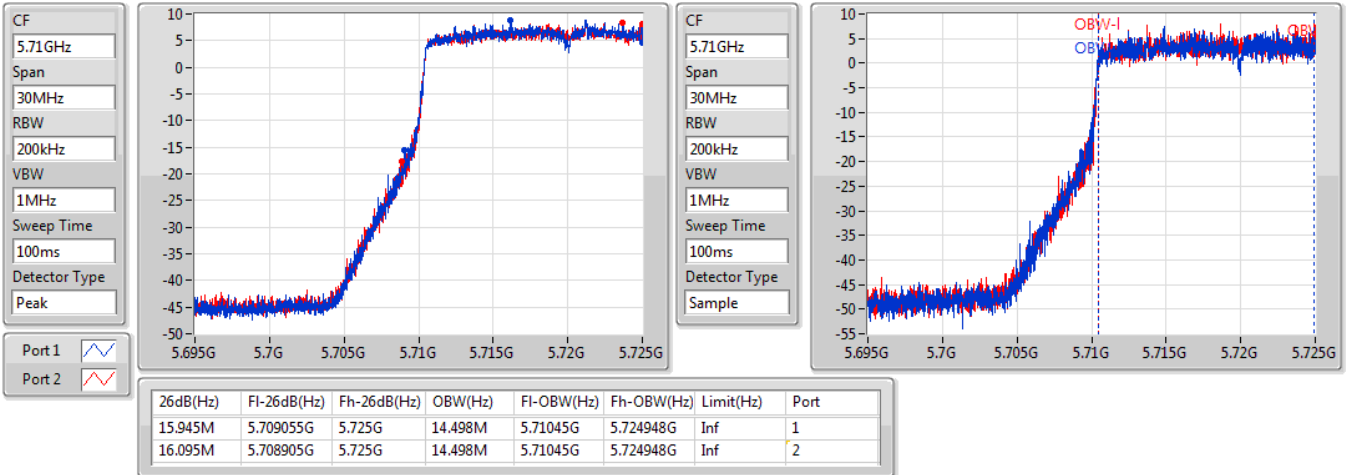 CF
5.71GHz
Span
30MHz
RBW
200kHz
VBW
1MHz
Sweep Time
100ms
Detector Type
Peak
10
5
0
-5
-10
-15
-20
-25
-30
-35
-40
-45
-50
5.695G 5.7G 5.705G 5.71G 5.715G 5.72G 5.725G
CF
5.71GHz
Span
30MHz
RBW
200kHz
VBW
1MHz
Sweep Time
100ms
Detector Type
Sample
10
5
0
-5
-10
-15
-20
-25
-30
-35
-40
-45
-50
-55
OBW-l
5.695G 5.7G 5.705G 5.71G 5.715G 5.72G 5.725G
Port 1
Port 2
26dB(Hz) Fl-26dB(Hz) Fh-26dB(Hz) OBW(Hz) Fl-OBW(Hz) Fh-OBW(Hz) Limit(Hz) Port
15.945M 5.709055G 5.725G 14.498M 5.71045G 5.724948G Inf 1
16.095M 5.708905G 5.725G 14.498M 5.71045G 5.724948G Inf 2